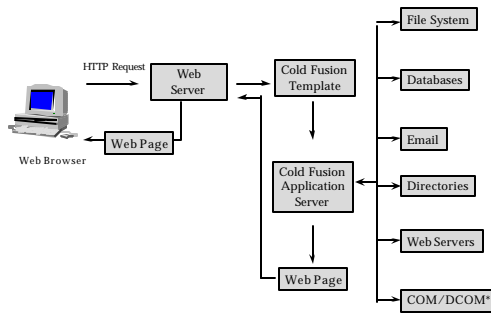 File System
HTTP Request
Web
Server
Cold Fusion
Template
Databases
Web Page
Email
Web Browser
Cold Fusion
Application
Server
Directories
Web Servers
Web Page
COM/DCOM*